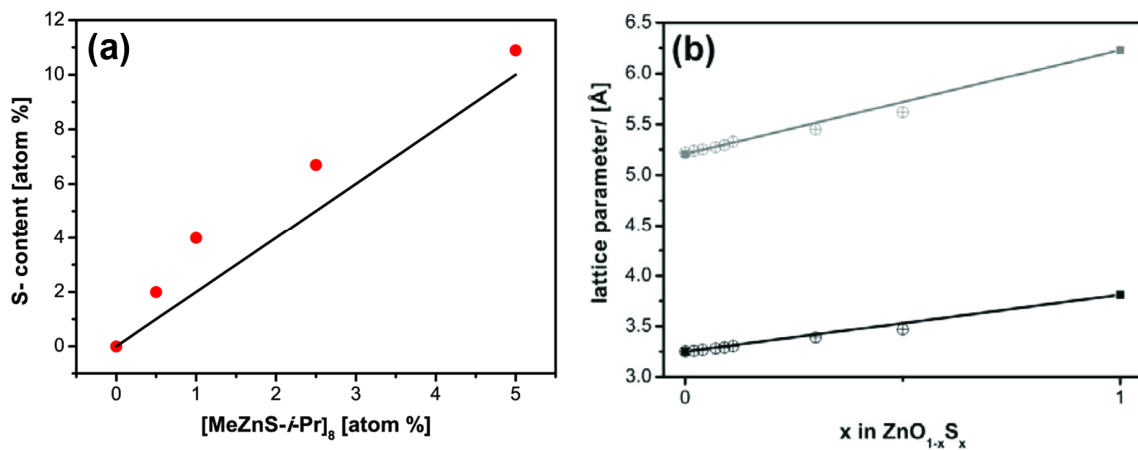 (a)
12
10
8
6
4
2
0
S- content [atom %]
0 1 2 3 4 5
[MeZnS-i-Pr]8 [atom %]
(b)
6.5
6.0
5.5
5.0
4.5
4.0
3.5
3.0
lattice parameter/ [Å]
0 1
x in ZnO1-xSx